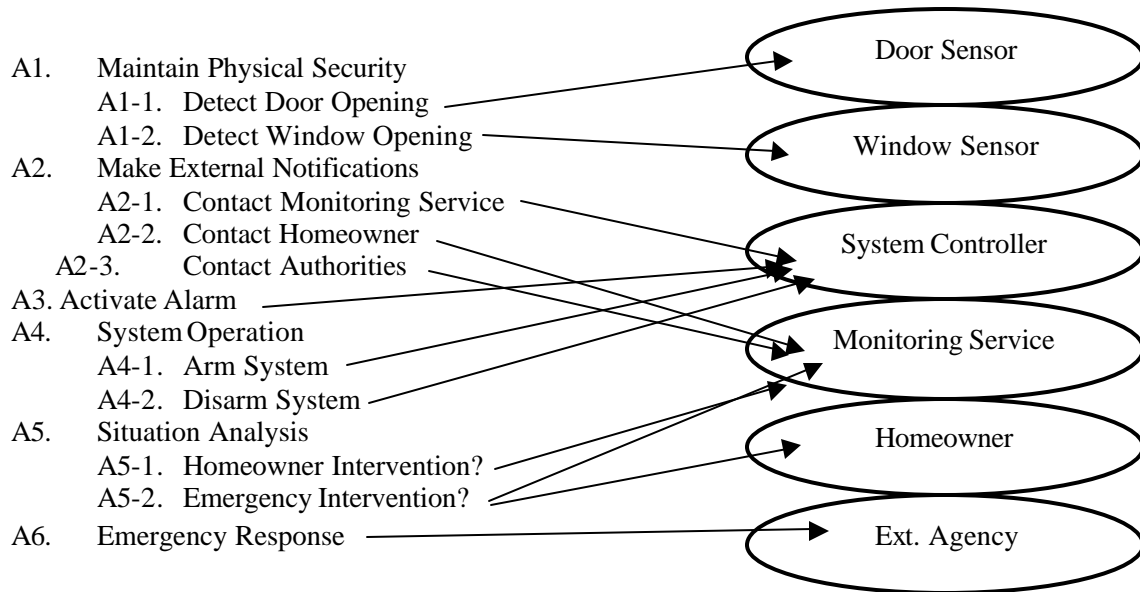 A1. Maintain Physical Security
A1-1. Detect Door Opening
A1-2. Detect Window Opening
A2. Make External Notifications
A2-1. Contact Monitoring Service
A2-2. Contact Homeowner
A2-3. Contact Authorities
A3. Activate Alarm
A4. System Operation
A4-1. Arm System
A4-2. Disarm System
A5. Situation Analysis
A5-1. Homeowner Intervention?
A5-2. Emergency Intervention?
A6. Emergency Response
Door Sensor
Window Sensor
System Controller
Monitoring Service
Homeowner
Ext. Agency